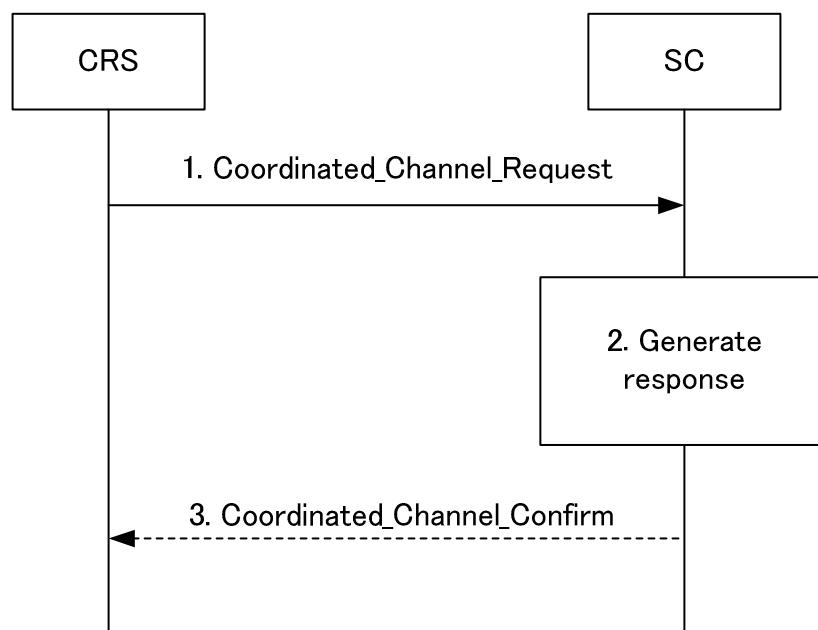 CRS
SC
1. Coordinated_Channel_Request
2. Generate
response
3. Coordinated_Channel_Confirm